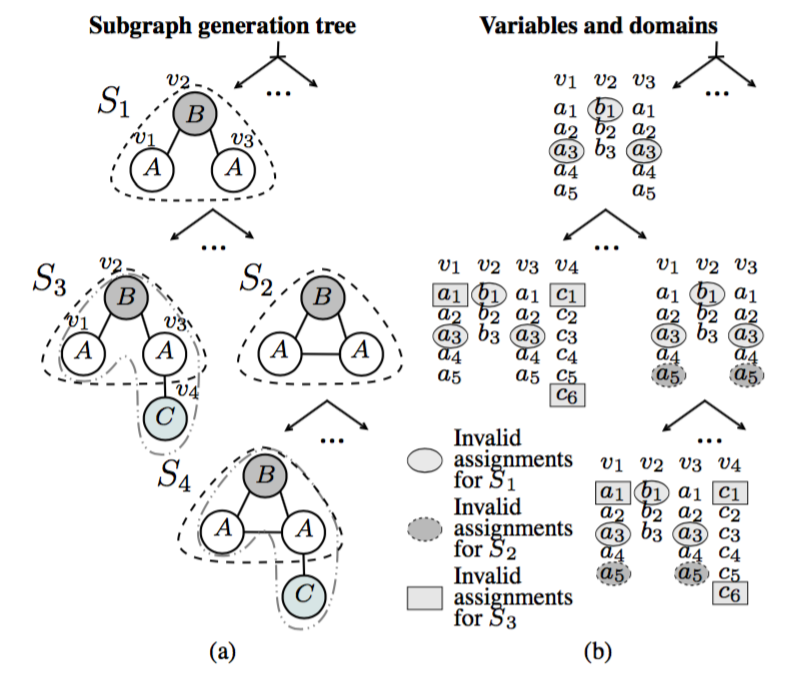 Subgraph generation tree
Variables and domains
S1
v2
B
v1
v3
A
A
...
...
S3
v2
B
v1
v3
A
A
v4
C
S2
B
A
A
...
S4
B
A
A
C
(a)
v1 v2 v3
a1 b1 a1
a2 b2 a2
a3 b3 a3
a4 a4
a5 a5
...
...
v1 v2 v3 v4
a1 b1 a1 c1
a2 b2 a2 c2
a3 b3 a3 c3
a4 a4 c4
a5 a5 c5
c6
v1 v2 v3
a1 b1 a1
a2 b2 a2
a3 b3 a3
a4 a4
a5 a5
...
v1 v2 v3 v4
a1 b1 a1 c1
a2 b2 a2 c2
a3 b3 a3 c3
a4 a4 c4
a5 a5 c5
c6
Invalid
assignments
for S1
Invalid
assignments
for S2
Invalid
assignments
for S3
(b)